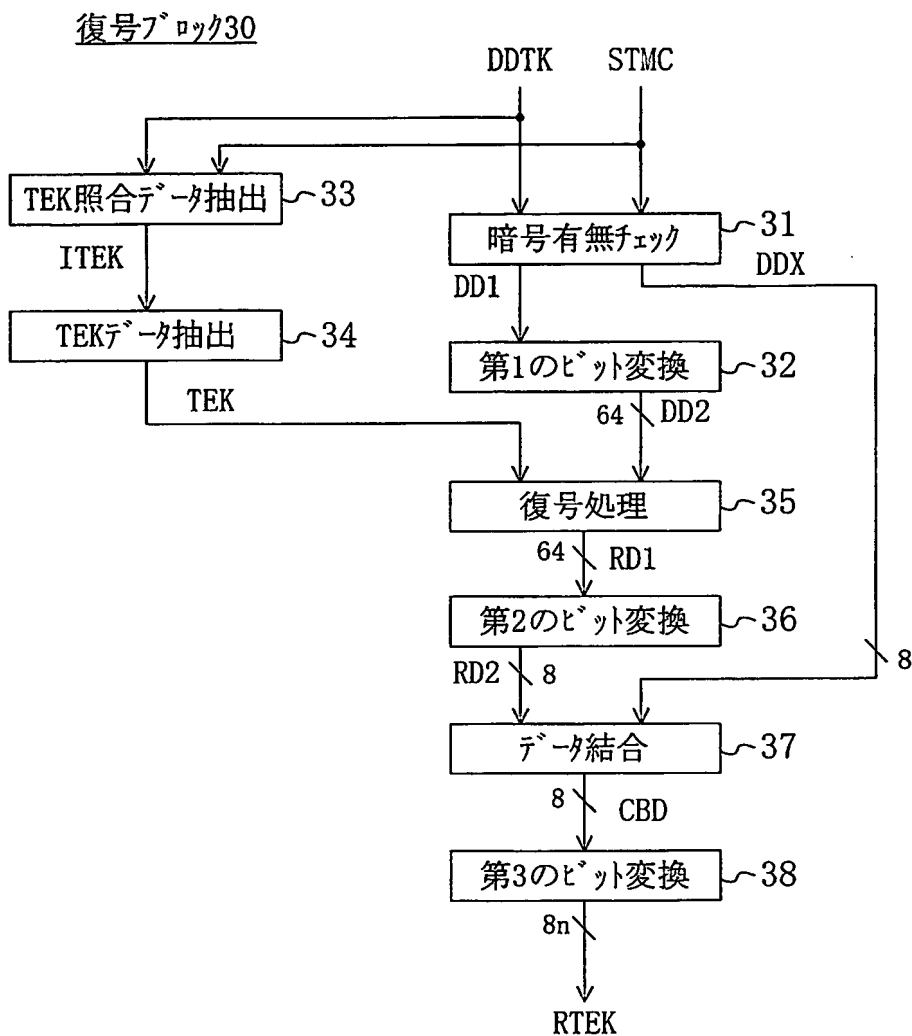 復号ブロック30
DDTK
STMC
TEK照合データ抽出
33
ITEK
暗号有無チェック
31
DD1
DDX
TEKデータ抽出
34
第1のビット変換
32
TEK
64
DD2
復号処理
35
64
RD1
第2のビット変換
36
RD2
8
8
データ結合
37
8
CBD
第3のビット変換
38
8n
RTEK